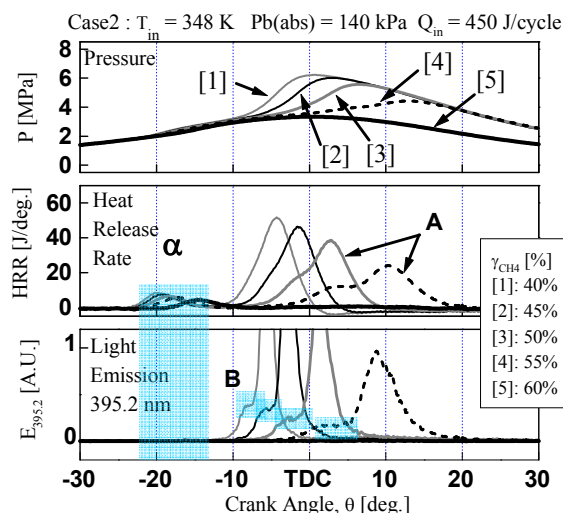 Case2 : T_in = 348 K Pb(abs) = 140 kPa Q_in = 450 J/cycle
P [MPa]
8
6
4
2
0
Pressure
[1]
[2]
[3]
[4]
[5]
HRR [J/deg.]
60
40
20
0
Heat
Release
Rate
α
A
γ_CH4 [%]
[1]: 40%
[2]: 45%
[3]: 50%
[4]: 55%
[5]: 60%
E_395.2 [A.U.]
1
0
Light
Emission
395.2 nm
B
-30 -20 -10 TDC 10 20 30
Crank Angle, θ [deg.]